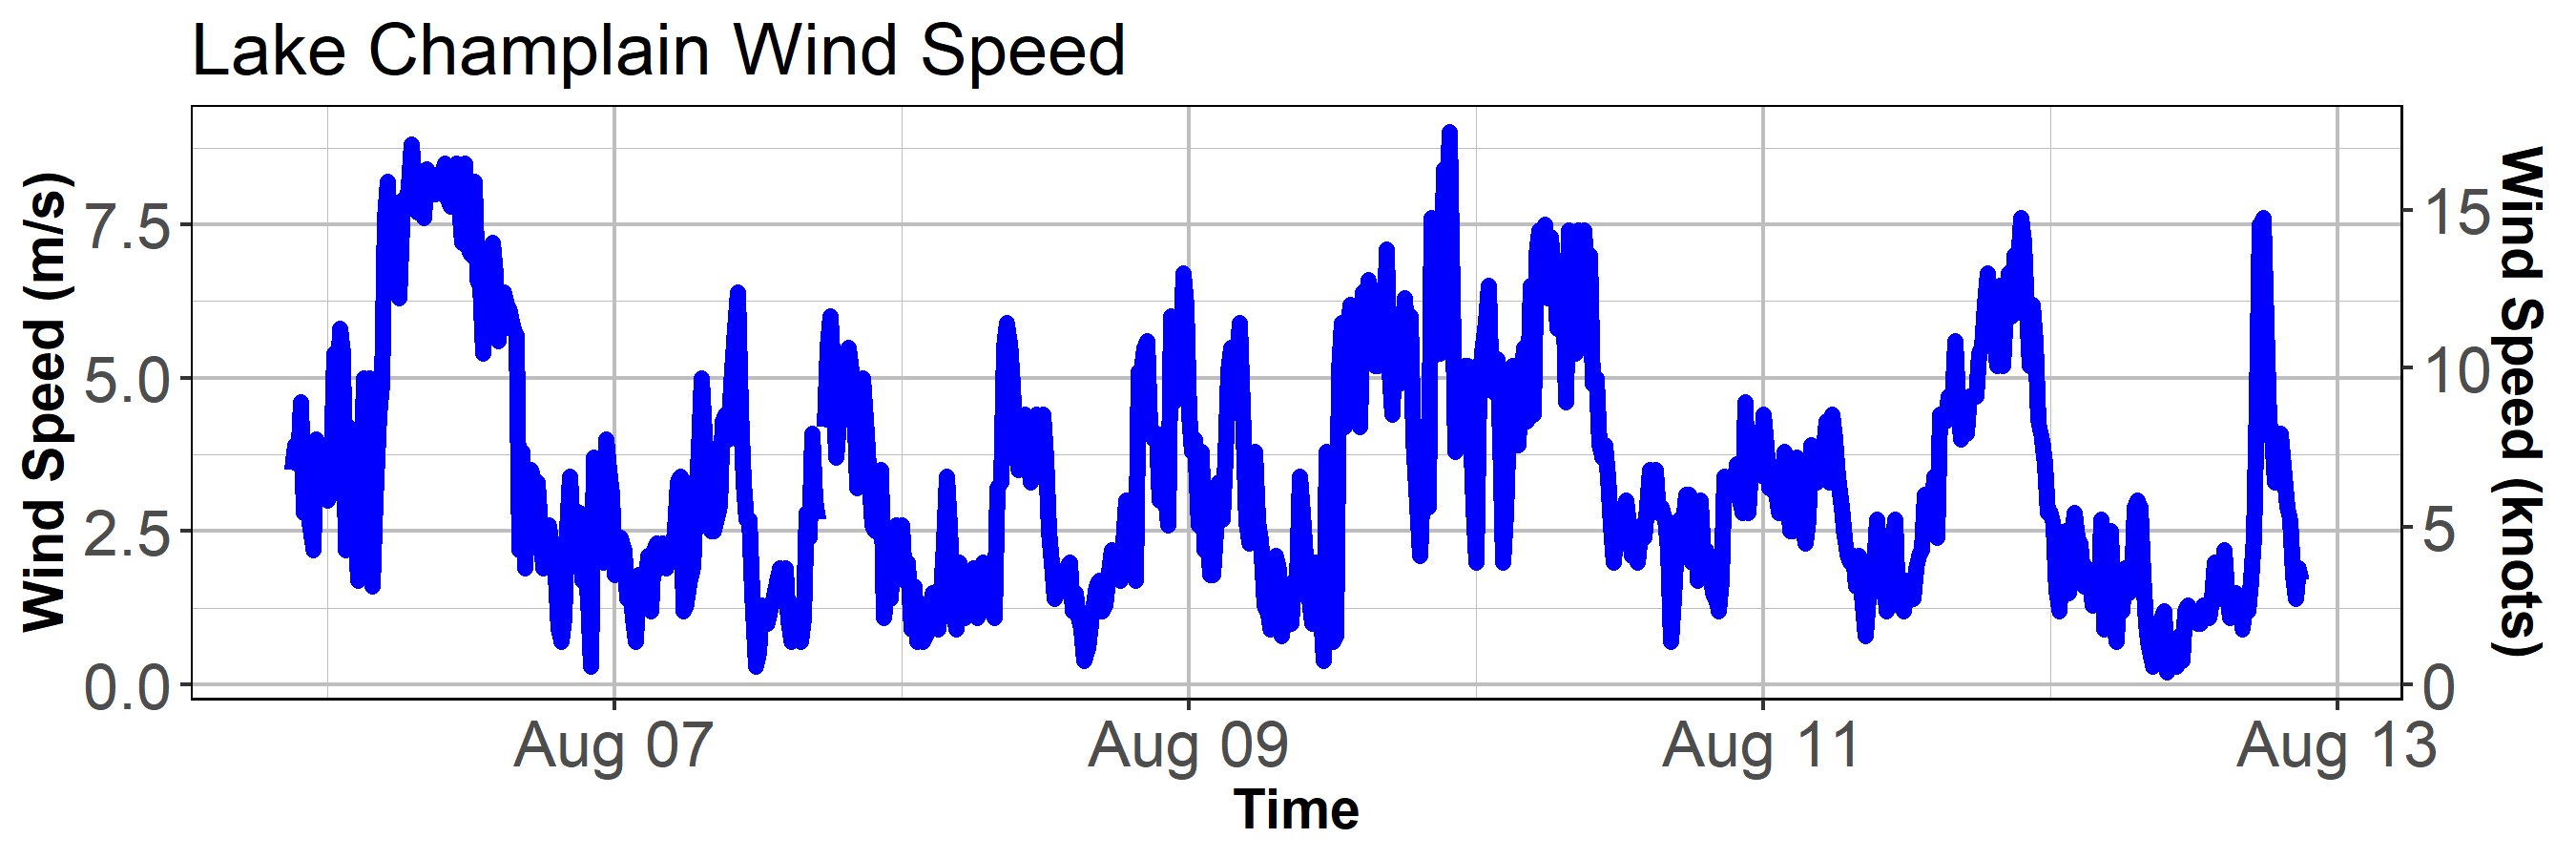 Lake Champlain Wind Speed
Wind Speed (m/s)
7.5
5.0
2.5
0.0
15
10
5
0
Wind Speed (knots)
Aug 07
Aug 09
Aug 11
Aug 13
Time